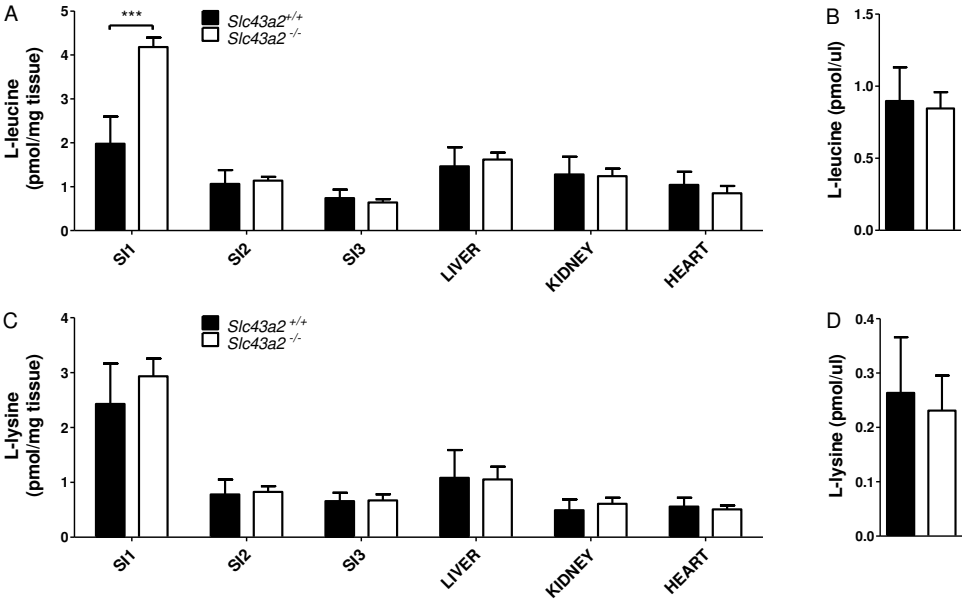 A
L-leucine
(pmol/mg tissue)
5
4
3
2
1
0
***
Slc43a2+/+
Slc43a2-/-
SI1
SI2
SI3
LIVER
KIDNEY
HEART
B
L-leucine (pmol/ul)
1.5
1.0
0.5
0.0
C
L-lysine
(pmol/mg tissue)
4
3
2
1
0
Slc43a2+/+
Slc43a2-/-
SI1
SI2
SI3
LIVER
KIDNEY
HEART
D
L-lysine (pmol/ul)
0.4
0.3
0.2
0.1
0.0